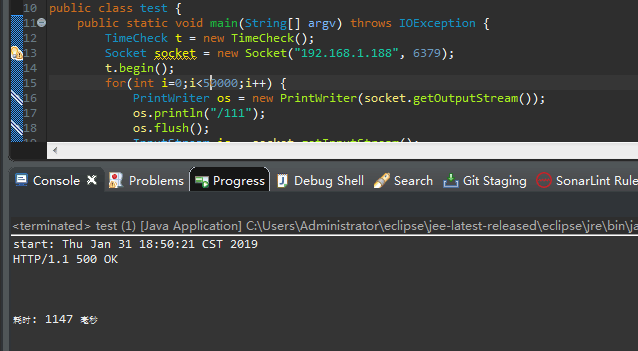 10 public class test {
11 public static void main(String[] argv) throws IOException {
12 TimeCheck t = new TimeCheck();
13 Socket socket = new Socket("192.168.1.188", 6379);
14 t.begin();
15 for(int i=0;i<50000;i++) {
16 PrintWriter os = new PrintWriter(socket.getOutputStream());
17 os.println("/111");
18 os.flush();
InputStream is = socket.getInputStream();
Console Problems Progress Debug Shell Search Git Staging SonarLint Rule
<terminated> test (1) [Java Application] C:\Users\Administrator\eclipse\jee-latest-released\eclipse\jre\bin\ja
start: Thu Jan 31 18:50:21 CST 2019
HTTP/1.1 500 OK
耗时: 1147 毫秒